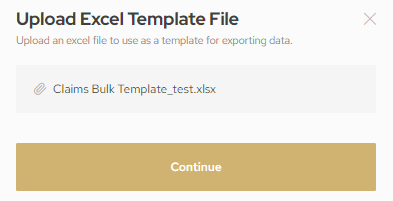 Upload Excel Template File
Upload an excel file to use as a template for exporting data.
Claims Bulk Template_test.xlsx
Continue